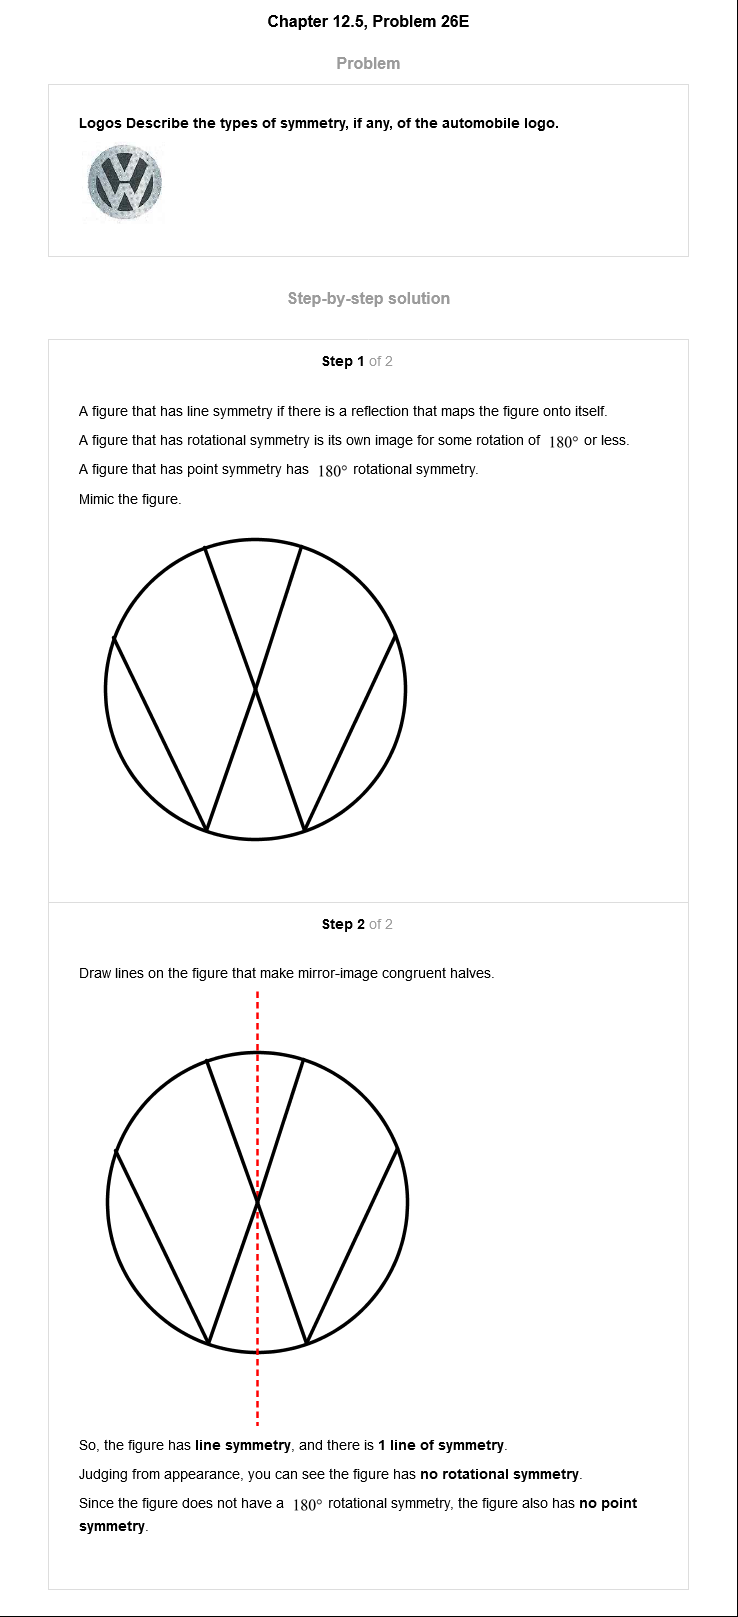 Chapter 12.5, Problem 26E
Problem
Logos Describe the types of symmetry, if any, of the automobile logo.
Step-by-step solution
Step 1 of 2
A figure that has line symmetry if there is a reflection that maps the figure onto itself.
A figure that has rotational symmetry is its own image for some rotation of 180° or less.
A figure that has point symmetry has 180° rotational symmetry.
Mimic the figure.
Step 2 of 2
Draw lines on the figure that make mirror-image congruent halves.
So, the figure has line symmetry, and there is 1 line of symmetry.
Judging from appearance, you can see the figure has no rotational symmetry.
Since the figure does not have a 180° rotational symmetry, the figure also has no point
symmetry.